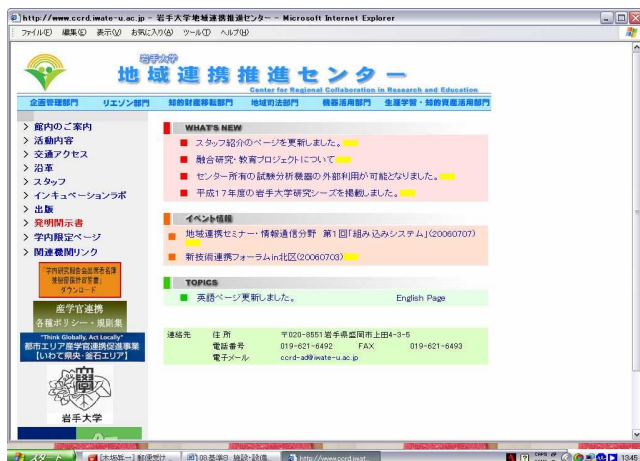 http://www.ccrd.iwate-u.ac.jp - 岩手大学地域連携推進センター - Microsoft Internet Explorer
ファイル(F) 編集(E) 表示(V) お気に入り(A) ツール(T) ヘルプ(H)
岩手大学
地域連携推進センター
Center for Regional Collaboration in Research and Education
企画管理部門 リエゾン部門 知的財産移転部門 地域司法部門 機器活用部門 生涯学習・知的資産活用部門
> 館内のご案内
> 活動内容
> 交通アクセス
> 沿革
> スタッフ
> インキュベーションラボ
> 出版
> 発明開示書
> 学内限定ページ
> 関連機関リンク
ダウンロード
産学官連携
各種ポリシー・規則集
"Think Globally, Act Locally"
都市エリア産学官連携促進事業
【いわて県央・釜石エリア】
岩手大学
WHAT'S NEW
スタッフ紹介のページを更新しました。
融合研究・教育プロジェクトについて
センター所有の試験分析機器の外部利用が可能となりました。
平成17年度の岩手大学研究シーズを掲載しました。
イベント情報
地域連携セミナー・情報通信分野 第1回「組み込みシステム」(20060707)
新技術連携フォーラムin北区(20060703)
TOPICS
英語ページ更新しました。 English Page
連絡先 住所 〒020-8551 岩手県盛岡市上田4-3-5
電話番号 019-621-6492 FAX 019-621-6493
電子メール ccrd-ad@iwate-u.ac.jp
スタート
http://www.ccrd.iwat...
13:45